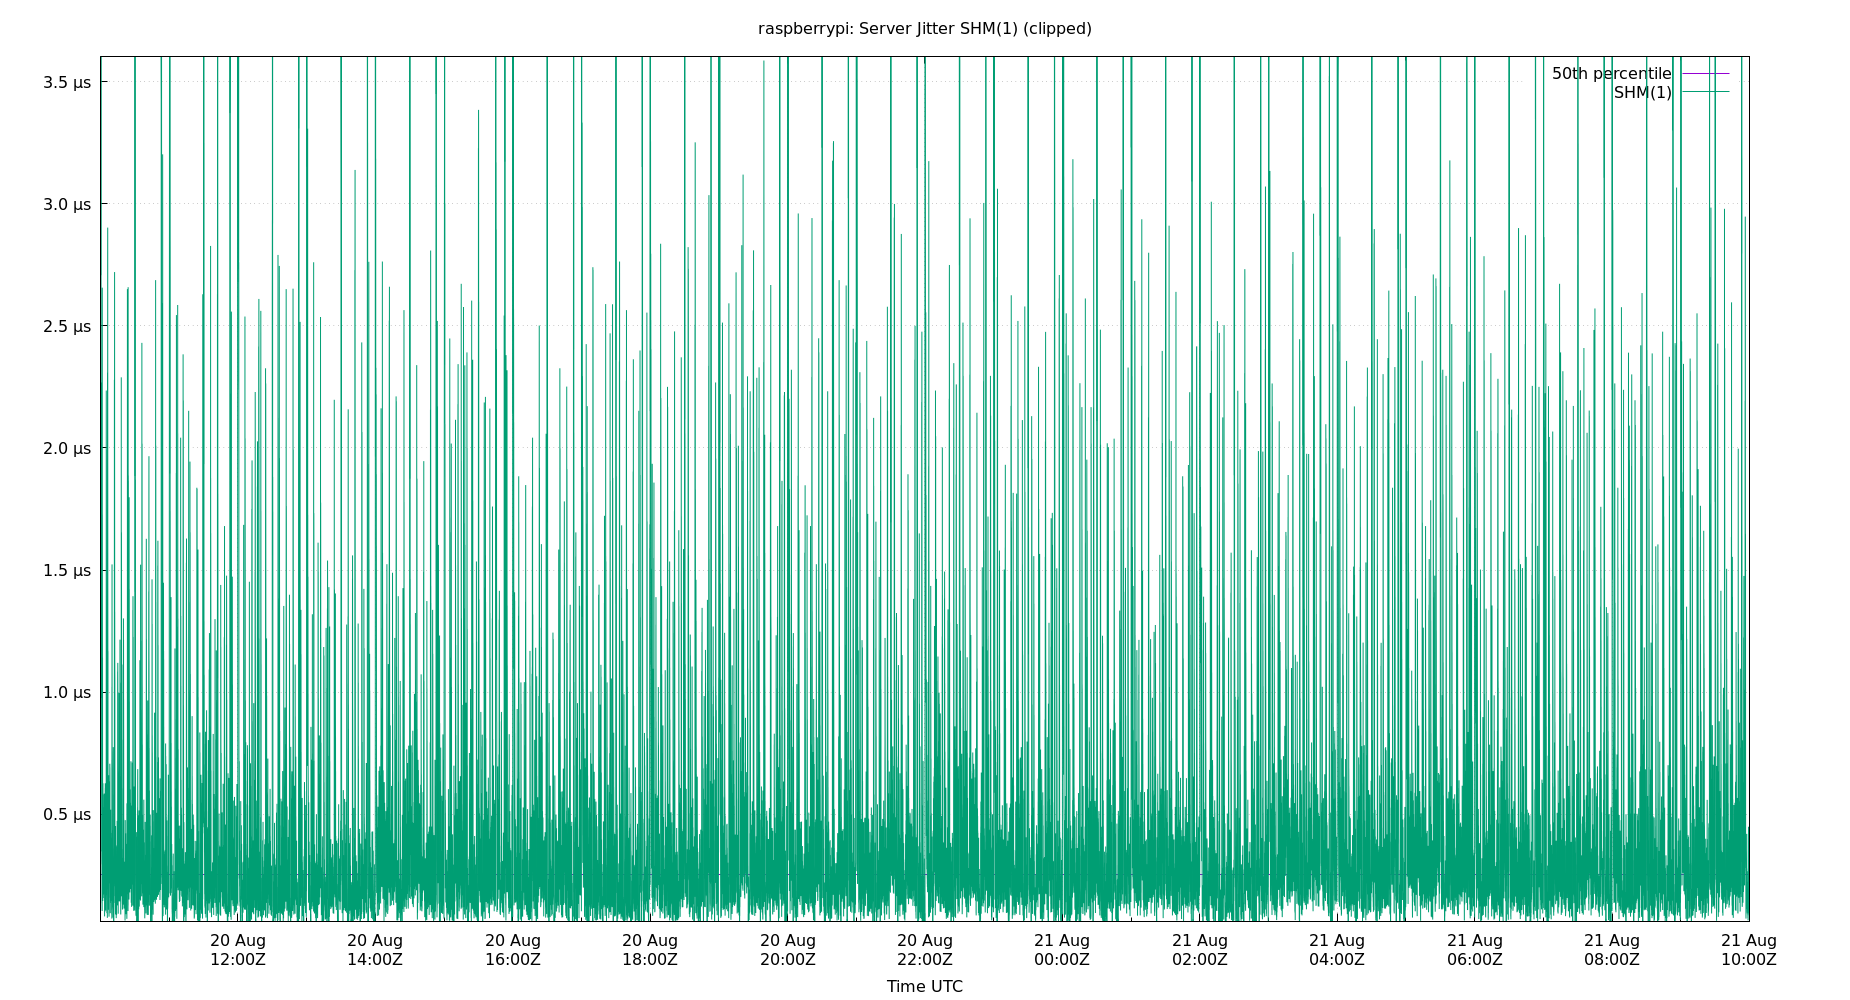 raspberrypi: Server Jitter SHM(1) (clipped)
50th percentile
SHM(1)
3.5 µs
3.0 µs
2.5 µs
2.0 µs
1.5 µs
1.0 µs
0.5 µs
20 Aug 20 Aug 20 Aug 20 Aug 20 Aug 20 Aug 21 Aug 21 Aug 21 Aug 21 Aug 21 Aug 21 Aug
12:00Z 14:00Z 16:00Z 18:00Z 20:00Z 22:00Z 00:00Z 02:00Z 04:00Z 06:00Z 08:00Z 10:00Z
Time UTC